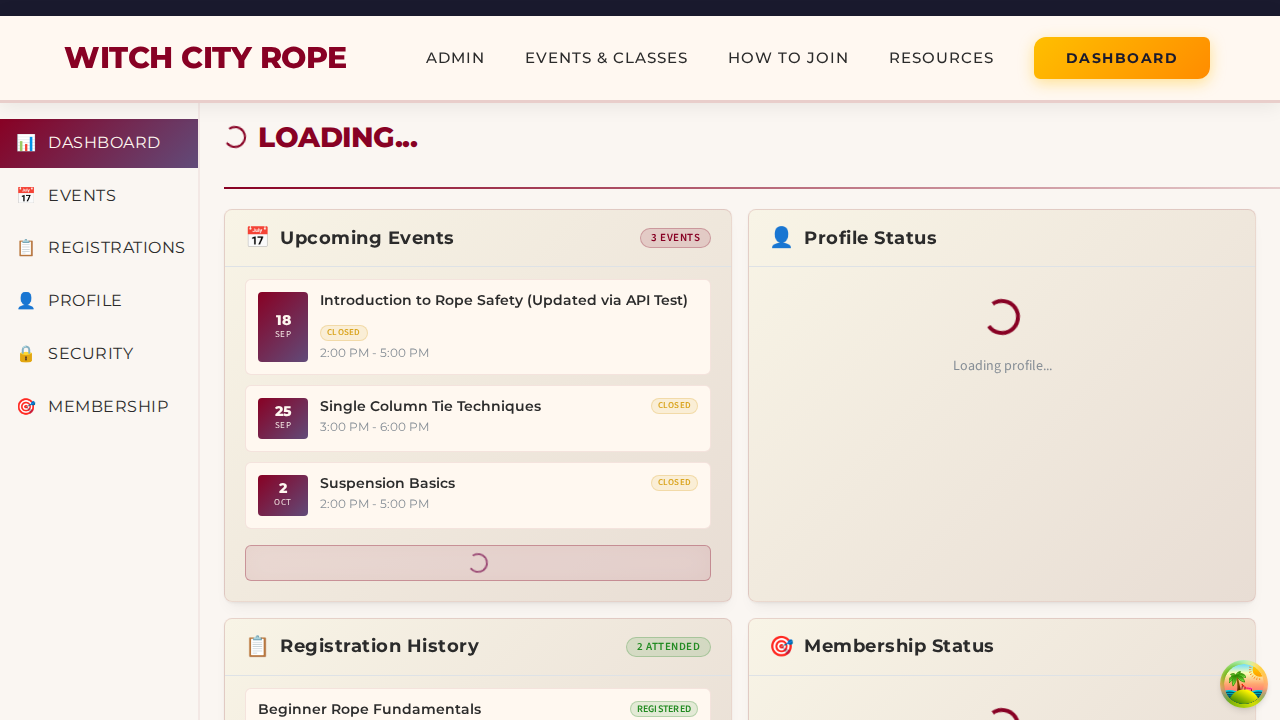 WITCH CITY ROPE
ADMIN
EVENTS & CLASSES
HOW TO JOIN
RESOURCES
DASHBOARD
DASHBOARD
EVENTS
REGISTRATIONS
PROFILE
SECURITY
MEMBERSHIP
LOADING...
Upcoming Events
3 EVENTS
18
SEP
Introduction to Rope Safety (Updated via API Test)
CLOSED
2:00 PM - 5:00 PM
25
SEP
Single Column Tie Techniques
CLOSED
3:00 PM - 6:00 PM
2
OCT
Suspension Basics
CLOSED
2:00 PM - 5:00 PM
Profile Status
Loading profile...
Registration History
2 ATTENDED
Beginner Rope Fundamentals
REGISTERED
Membership Status